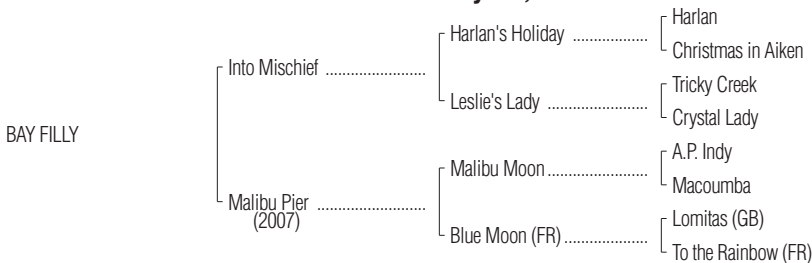 Harlan
Harlan's Holiday ..................
Christmas in Aiken
Into Mischief ........................
Tricky Creek
Leslie's Lady ........................
Crystal Lady
BAY FILLY
A.P. Indy
Malibu Moon ........................
Macoumba
Malibu Pier ..........................
(2007)
Lomitas (GB)
Blue Moon (FR) ....................
To the Rainbow (FR)